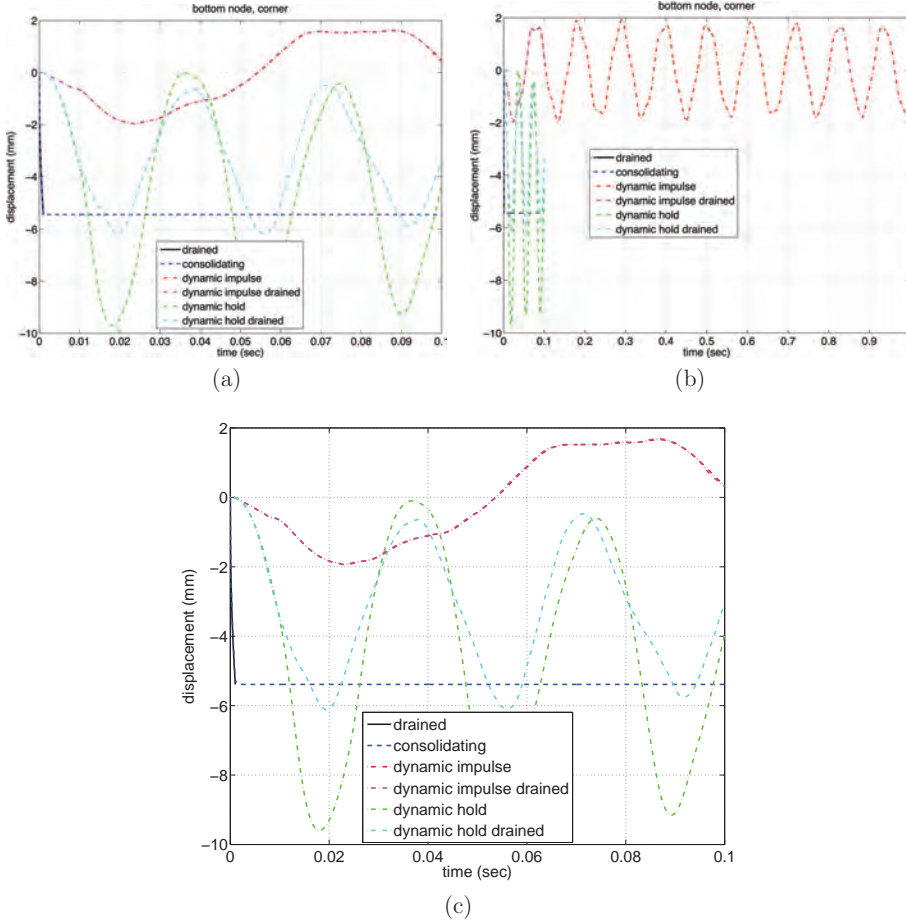 bottom node, corner
2
0
−2
−4
−6
−8
−10
displacement (mm)
drained
consolidating
dynamic impulse
dynamic impulse drained
dynamic hold
dynamic hold drained
0 0.01 0.02 0.03 0.04 0.05 0.06 0.07 0.08 0.09 0.1
time (sec)
(a)
bottom node, corner
2
0
2
−4
−6
−8
−10
displacement (mm)
drained
consolidating
dynamic impulse
dynamic impulse drained
dynamic hold
dynamic hold drained
0 0.1 0.2 0.3 0.4 0.5 0.6 0.7 0.8 0.9
time (sec)
(b)
2
0
−2
−4
−6
−8
−10
displacement (mm)
drained
consolidating
dynamic impulse
dynamic impulse drained
dynamic hold
dynamic hold drained
0 0.02 0.04 0.06 0.08 0.1
time (sec)
(c)